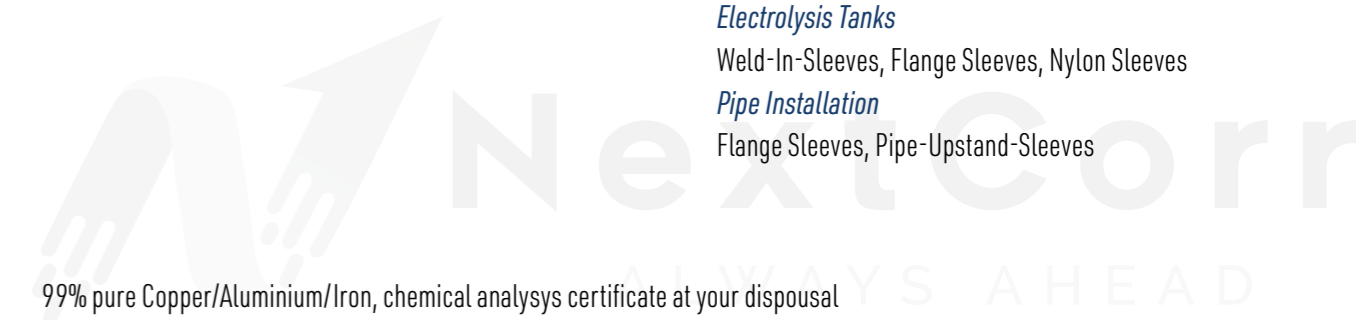 Electrolysis Tanks
Weld-In-Sleeves, Flange Sleeves, Nylon Sleeves
Pipe Installation
Flange Sleeves, Pipe-Upstand-Sleeves
NextCorr
ALWAYS AHEAD
99% pure Copper/Aluminium/Iron, chemical analysys certificate at your dispousal